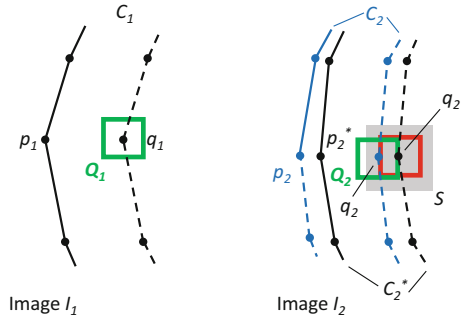 C₁
C₂
p₁
q₁
Q₁
p₂*
p₂
Q₂
q₂
q₂
S
C₂*
Image I₁
Image I₂